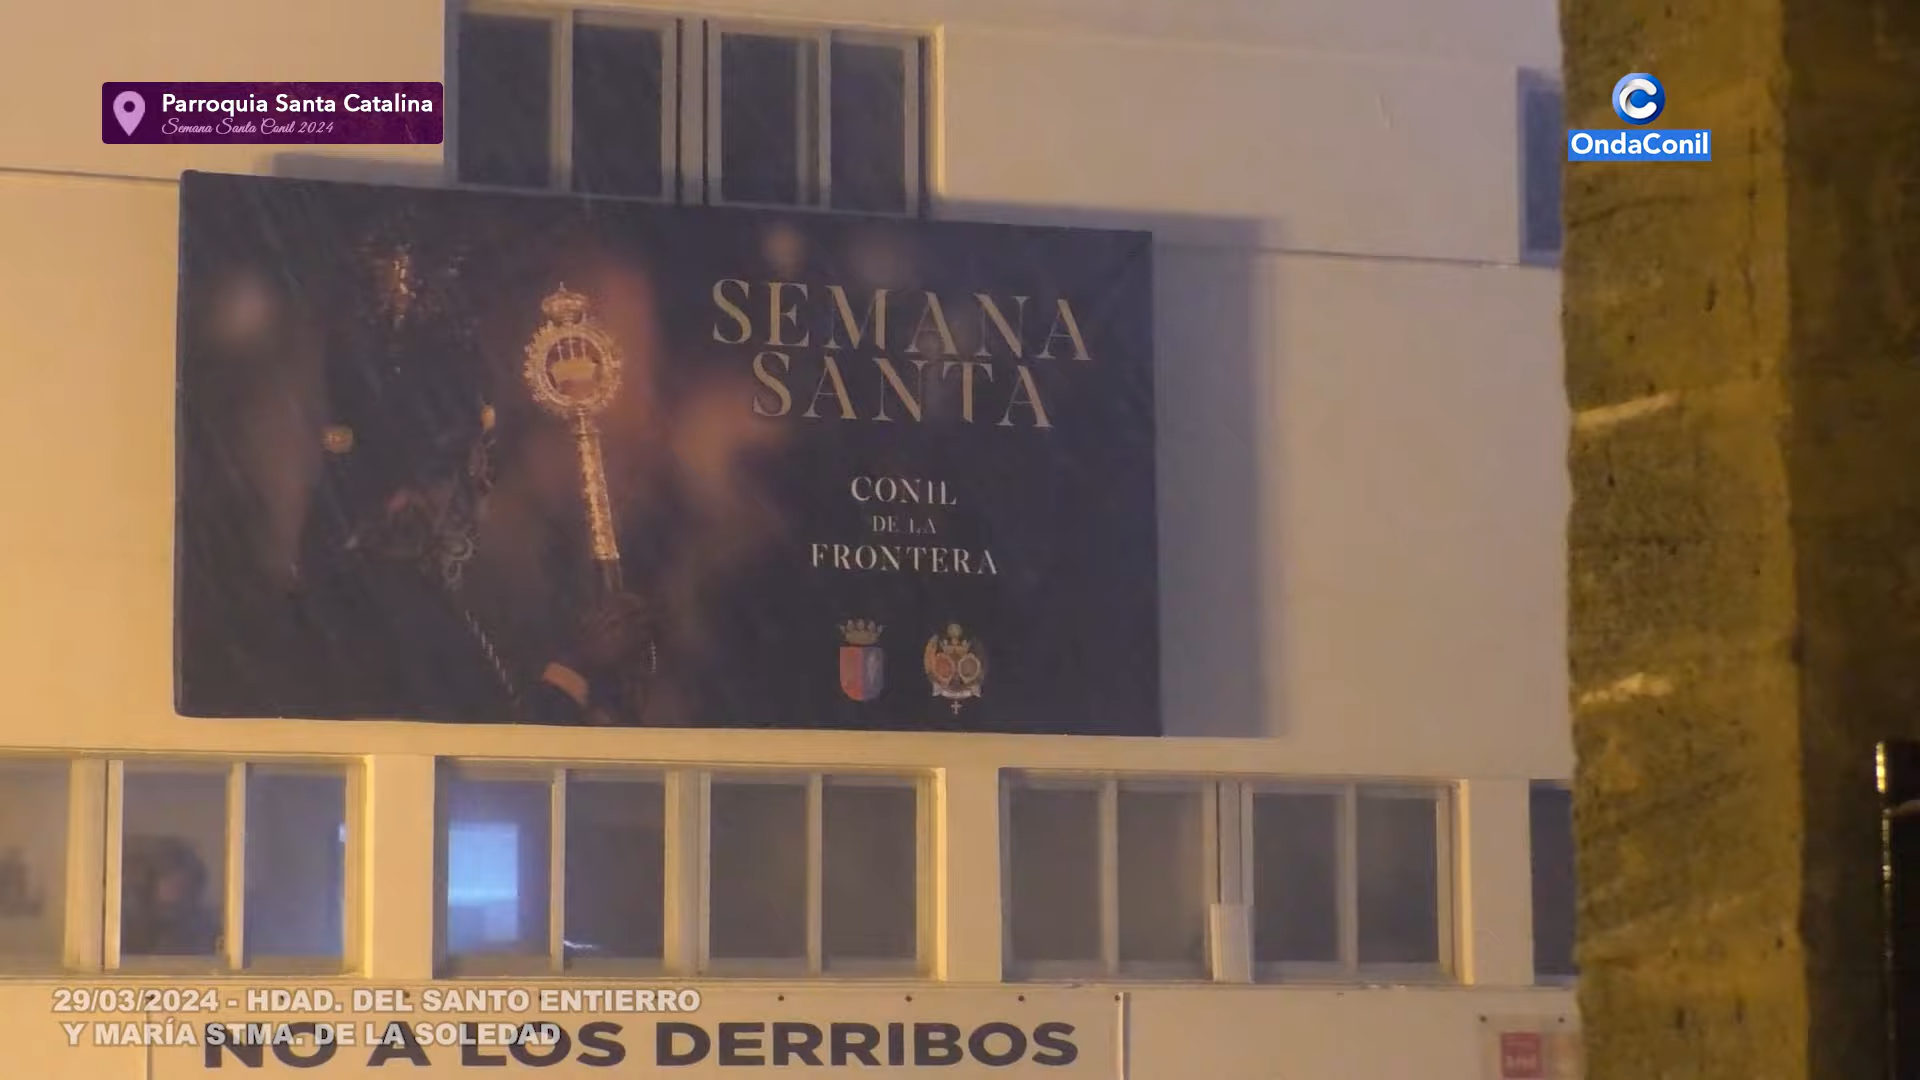 Parroquia Santa Catalina
Semana Santa Conil 2024
OndaConil
SEMANA
SANTA
CONIL
DE LA
FRONTERA
29/03/2024 - HDAD. DEL SANTO ENTIERRO
Y MARÍA STMA. DE LA SOLEDAD
NO A LOS DERRIBOS